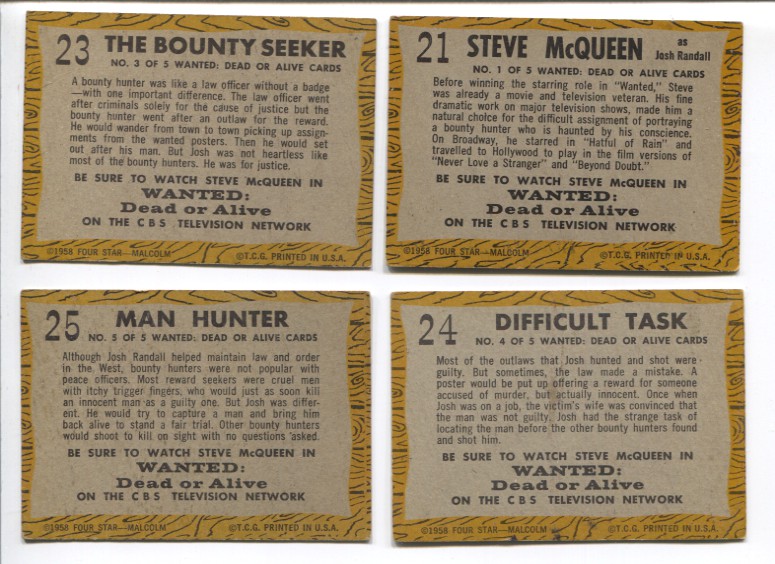 23 THE BOUNTY SEEKER
NO. 3 OF 5 WANTED: DEAD OR ALIVE CARDS
A bounty hunter was like a law officer without a badge
—with one important difference. The law officer went
after criminals solely for the cause of justice but the
bounty hunter went after an outlaw for the reward.
He would wander from town to town picking up assign-
ments from the wanted posters. Then he would set
out after his man. But Josh was not heartless like
most of the bounty hunters. He was for justice.
BE SURE TO WATCH STEVE McQUEEN IN
WANTED:
Dead or Alive
ON THE CBS TELEVISION NETWORK
©1958 FOUR STAR—MALCOLM ©T.C.G. PRINTED IN U.S.A.
21 STEVE McQUEEN as Josh Randall
NO. 1 OF 5 WANTED: DEAD OR ALIVE CARDS
Before winning the starring role in "Wanted," Steve
was already a movie and television veteran. His fine
dramatic work on major television shows, made him a
natural choice for the difficult assignment of portraying
a bounty hunter who is haunted by his conscience.
On Broadway, he starred in "Hatful of Rain" and
travelled to Hollywood to play in the film versions of
"Never Love a Stranger" and "Beyond Doubt."
BE SURE TO WATCH STEVE McQUEEN IN
WANTED:
Dead or Alive
ON THE CBS TELEVISION NETWORK
©1958 FOUR STAR—MALCOLM ©T.C.G. PRINTED IN U.S.A.
25 MAN HUNTER
NO. 5 OF 5 WANTED: DEAD OR ALIVE CARDS
Although Josh Randall helped maintain law and order
in the West, bounty hunters were not popular with
peace officers. Most reward seekers were cruel men
with itchy trigger fingers, who would just as soon kill
an innocent man as a guilty one. But Josh was differ-
ent. He would try to capture a man and bring him
back alive to stand a fair trial. Other bounty hunters
would shoot to kill on sight with no questions asked.
BE SURE TO WATCH STEVE McQUEEN IN
WANTED:
Dead or Alive
ON THE CBS TELEVISION NETWORK
©1958 FOUR STAR—MALCOLM ©T.C.G. PRINTED IN U.S.A.
24 DIFFICULT TASK
NO. 4 OF 5 WANTED: DEAD OR ALIVE CARDS
Most of the outlaws that Josh hunted and shot were
guilty. But sometimes, the law made a mistake. A
poster would be put up offering a reward for someone
accused of murder, but actually innocent. Once when
Josh was on a job, the victim's wife was convinced that
the man was not guilty. Josh had the strange task of
locating the man before the other bounty hunters found
and shot him.
BE SURE TO WATCH STEVE McQUEEN IN
WANTED:
Dead or Alive
ON THE CBS TELEVISION NETWORK
©1958 FOUR STAR—MALCOLM ©T.C.G. PRINTED IN U.S.A.